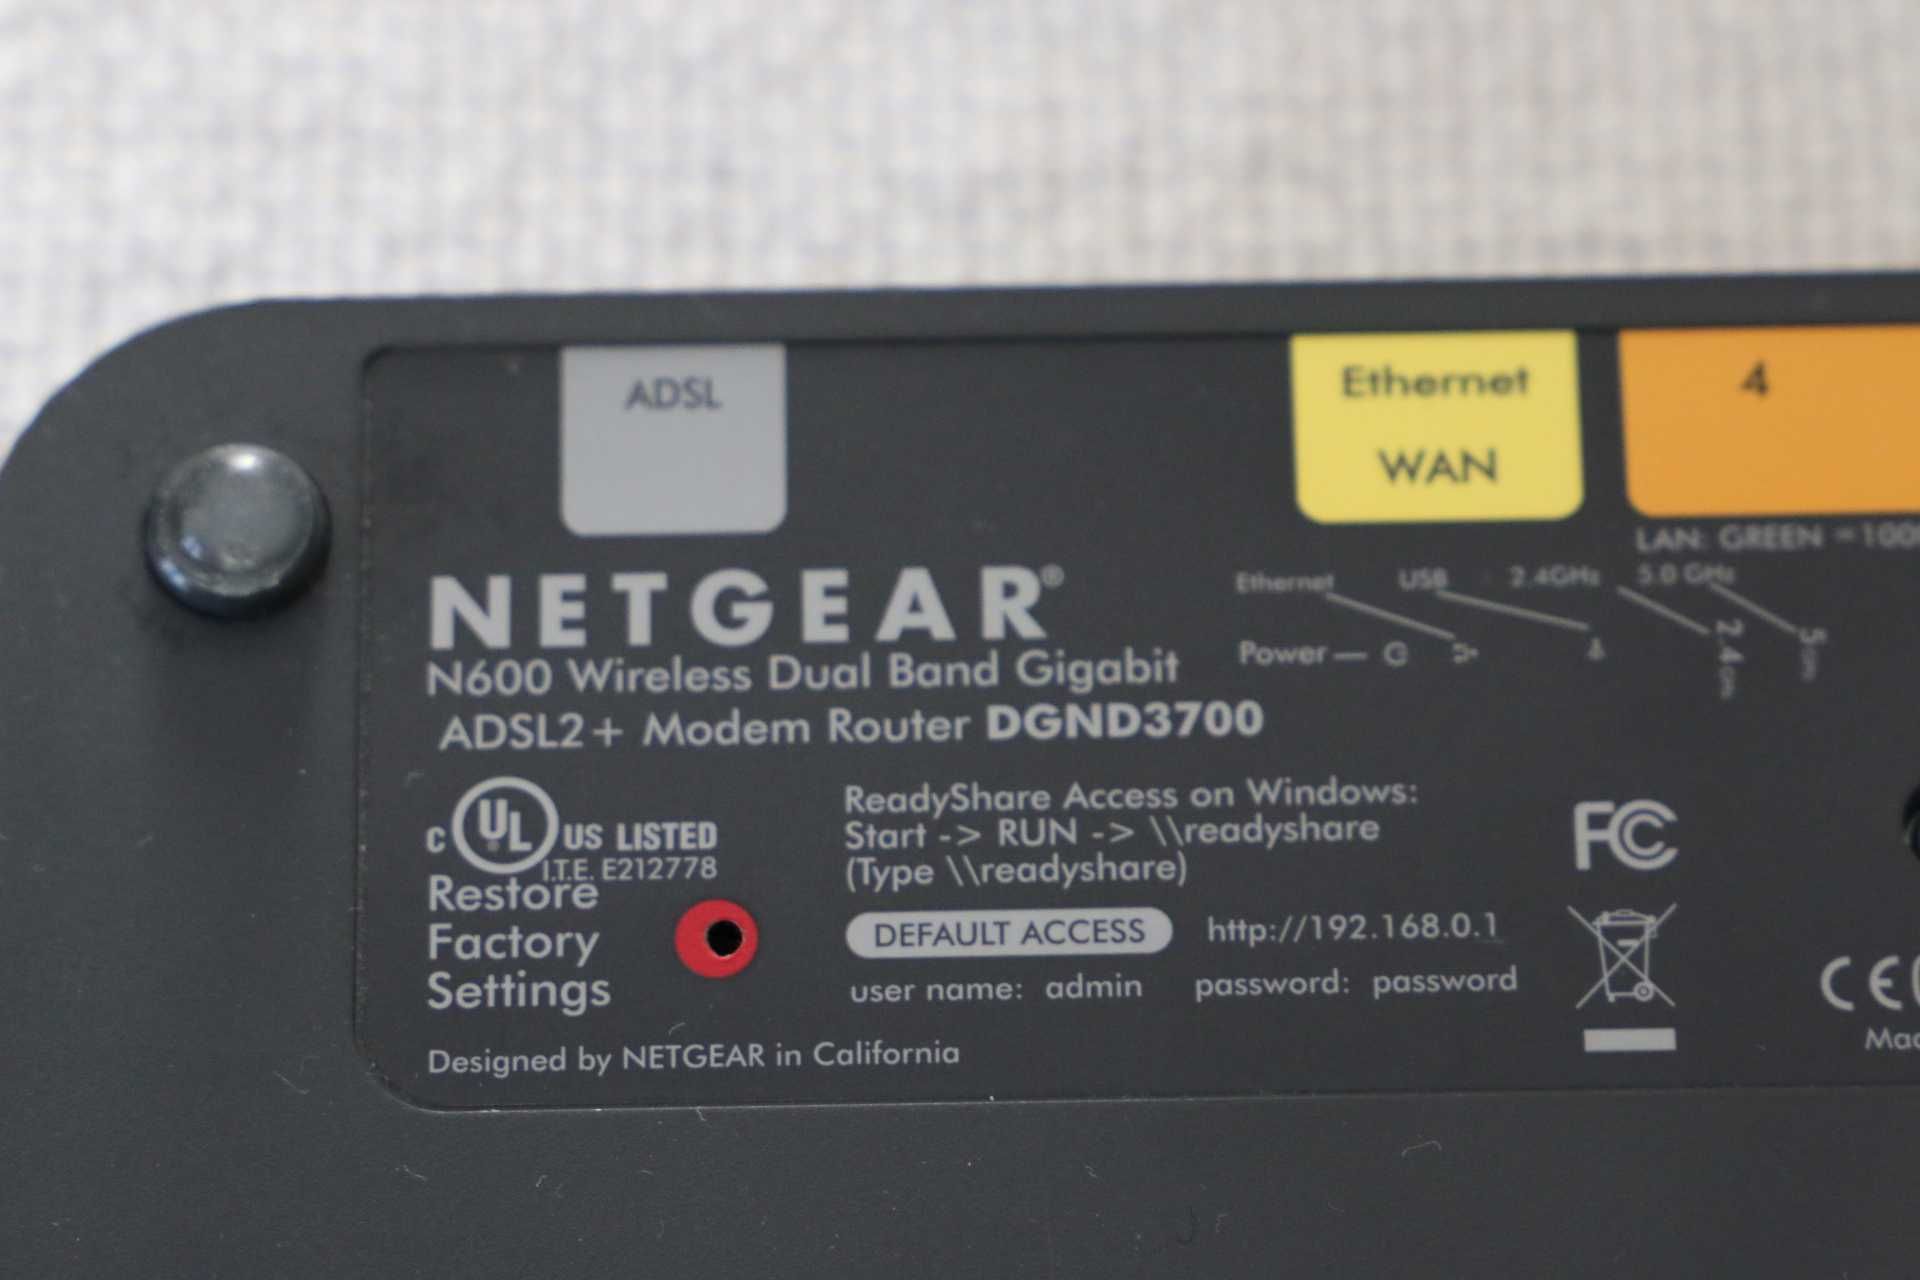 ADSL
Ethernet
WAN
4
LAN: GREEN =100
Ethernet USB 2.4GHz 5.0 GHz
Power
2.4
5
NETGEAR®
N600 Wireless Dual Band Gigabit
ADSL2+ Modem Router DGND3700
c UL US LISTED
I.T.E. E212778
Restore
Factory
Settings
ReadyShare Access on Windows:
Start -> RUN -> \\readyshare
(Type \\readyshare)
DEFAULT ACCESS http://192.168.0.1
user name: admin password: password
FC
CE
Designed by NETGEAR in California